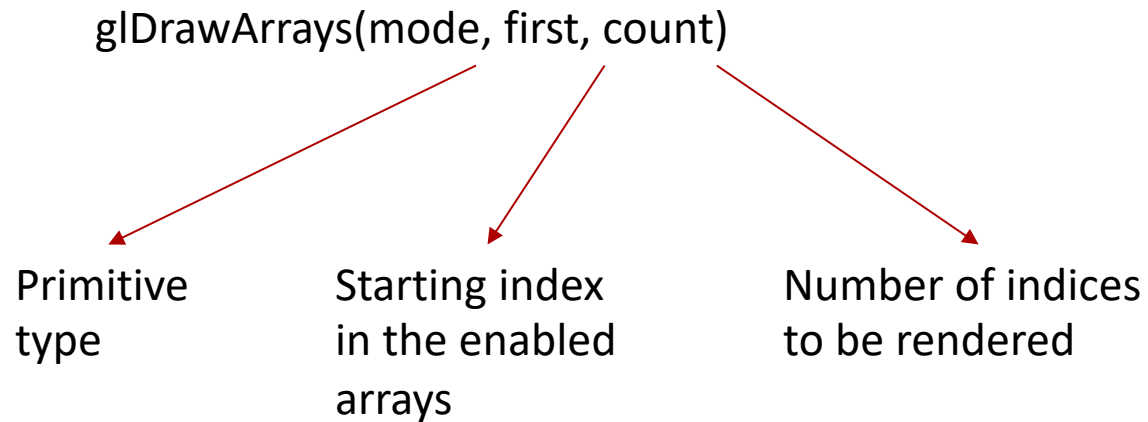 glDrawArrays(mode, first, count)
Primitive
type
Starting index
in the enabled
arrays
Number of indices
to be rendered